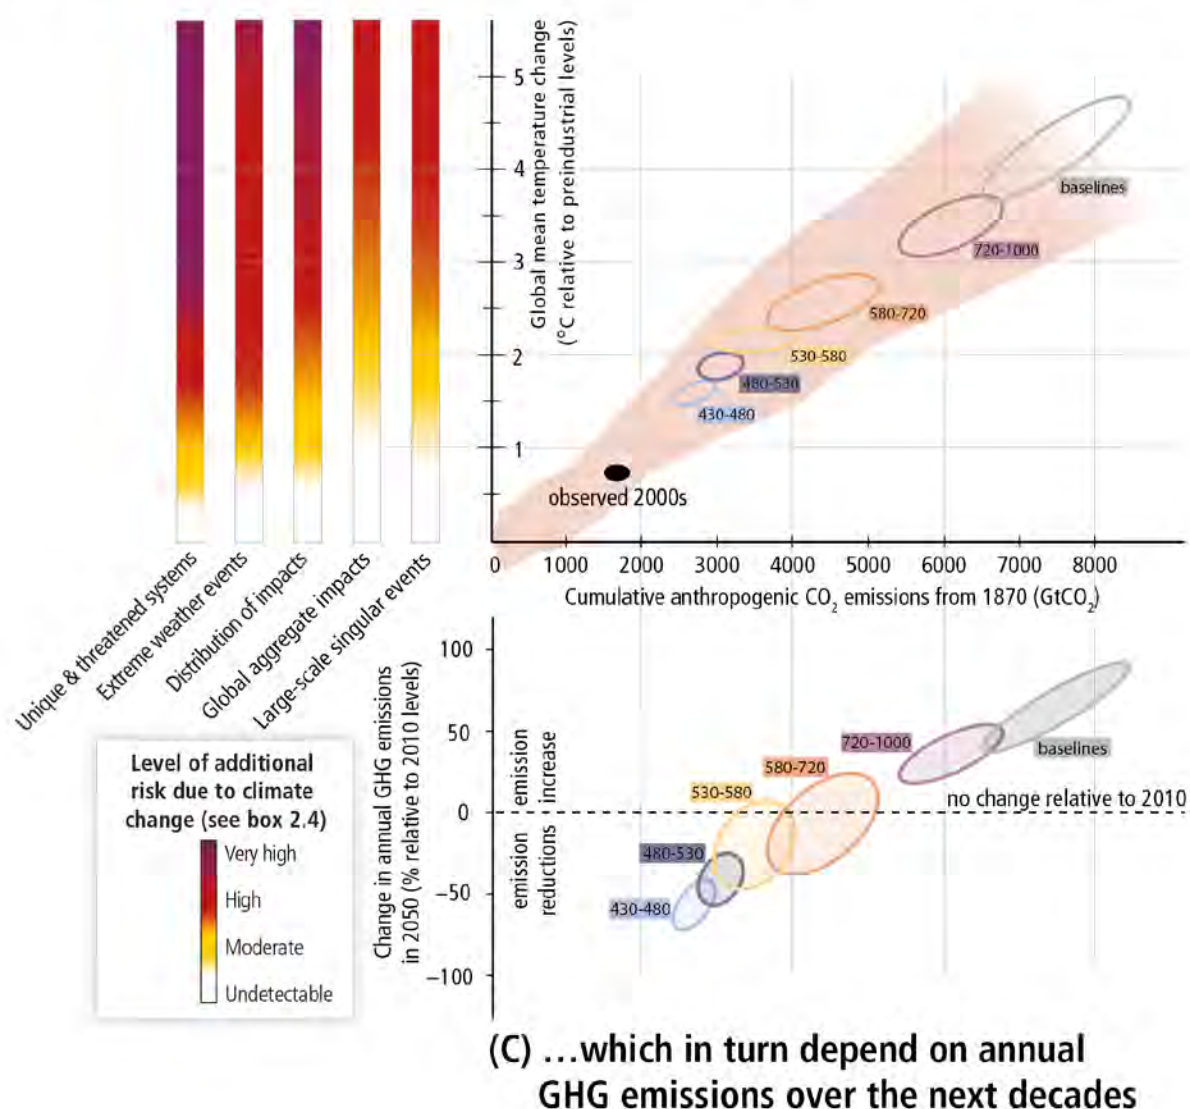 5
4
3
2
1
Global mean temperature change
(°C relative to preindustrial levels)
baselines
720-1000
580-720
530-580
480-530
430-480
observed 2000s
0 1000 2000 3000 4000 5000 6000 7000 8000
Cumulative anthropogenic CO₂ emissions from 1870 (GtCO₂)
Unique & threatened systems
Extreme weather events
Distribution of impacts
Global aggregate impacts
Large-scale singular events
Level of additional
risk due to climate
change (see box 2.4)
Very high
High
Moderate
Undetectable
Change in annual GHG emissions
in 2050 (% relative to 2010 levels)
100
50
0
−50
−100
emission
increase
emission
reductions
720-1000
baselines
580-720
530-580
no change relative to 2010
480-530
430-480
(C) ...which in turn depend on annual
GHG emissions over the next decades